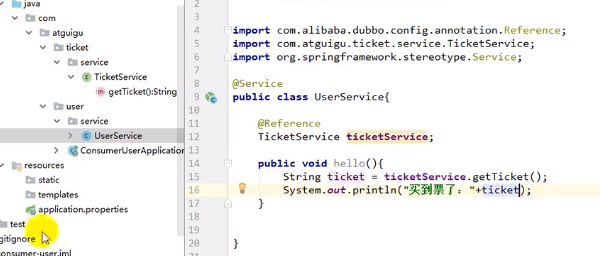 java
com
atguigu
ticket
service
TicketService
getTicket():String
user
service
UserService
ConsumerUserApplication
resources
static
templates
application.properties
test
gitignore
consumer-user.iml
2
3
4 import com.alibaba.dubbo.config.annotation.Reference;
5 import com.atguigu.ticket.service.TicketService;
6 import org.springframework.stereotype.Service;
7
8 @Service
9 public class UserService{
10
11 @Reference
12 TicketService ticketService;
13
14 public void hello(){
15 String ticket = ticketService.getTicket();
16 System.out.println("买到票了："+ticket);
17 }
18
19
20 }
21